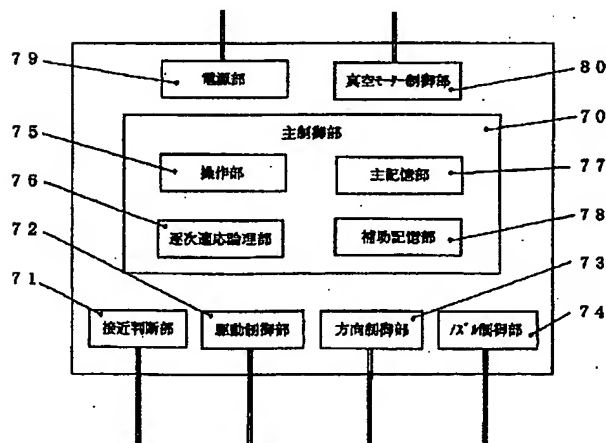 79
電源部
真空モーター制御部
80
主制御部
70
75
操作部
主記憶部
77
76
逐次適応論理部
補助記憶部
78
72
73
71
接近判断部
駆動制御部
方向制御部
ノズル制御部
74